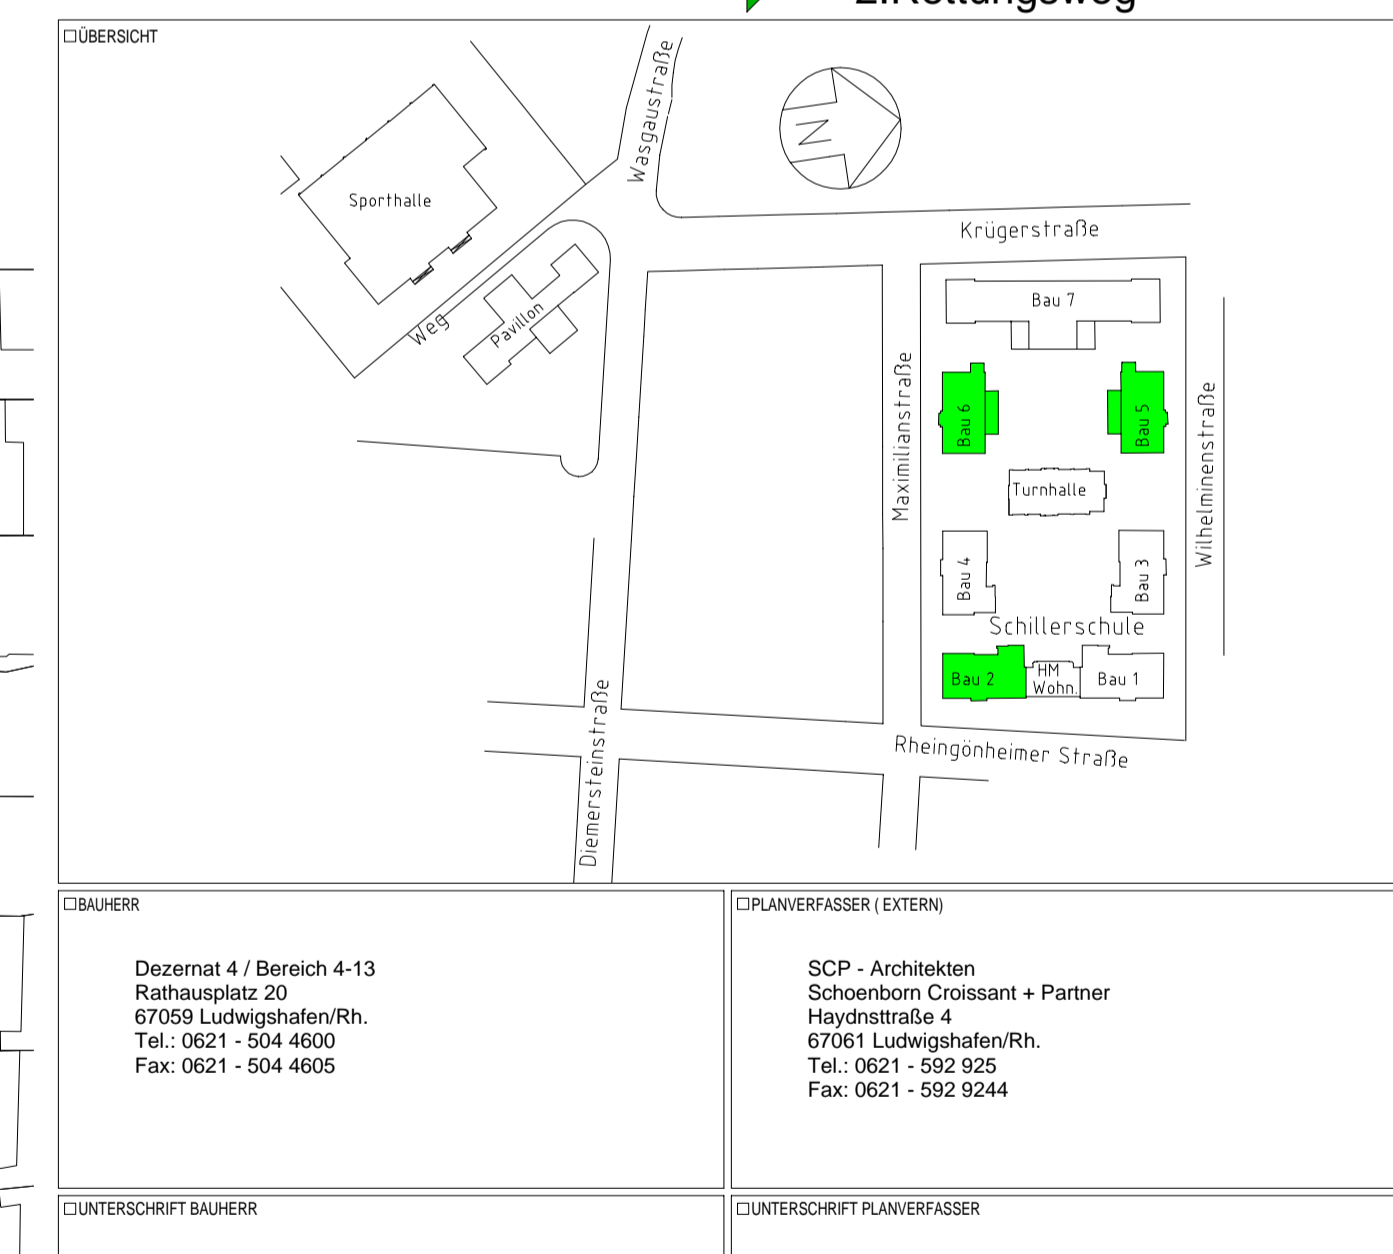 2.Rettungsweg
ÜBERSICHT
Wasgaustraße
N
Sporthalle
Krügerstraße
Weg
Pavillon
Bau 7
Maximilianstraße
Bau 6
Bau 5
Wilhelminenstraße
Turnhalle
Bau 4
Bau 3
Schillerschule
Bau 2
HM
Wohn.
Bau 1
Diemersteinstraße
Rheingönheimer Straße
BAUHERR
Dezernat 4 / Bereich 4-13
Rathausplatz 20
67059 Ludwigshafen/Rh.
Tel.: 0621 - 504 4600
Fax: 0621 - 504 4605
PLANVERFASSER ( EXTERN)
SCP - Architekten
Schoenborn Croissant + Partner
Haydnsttraße 4
67061 Ludwigshafen/Rh.
Tel.: 0621 - 592 925
Fax: 0621 - 592 9244
UNTERSCHRIFT BAUHERR
UNTERSCHRIFT PLANVERFASSER